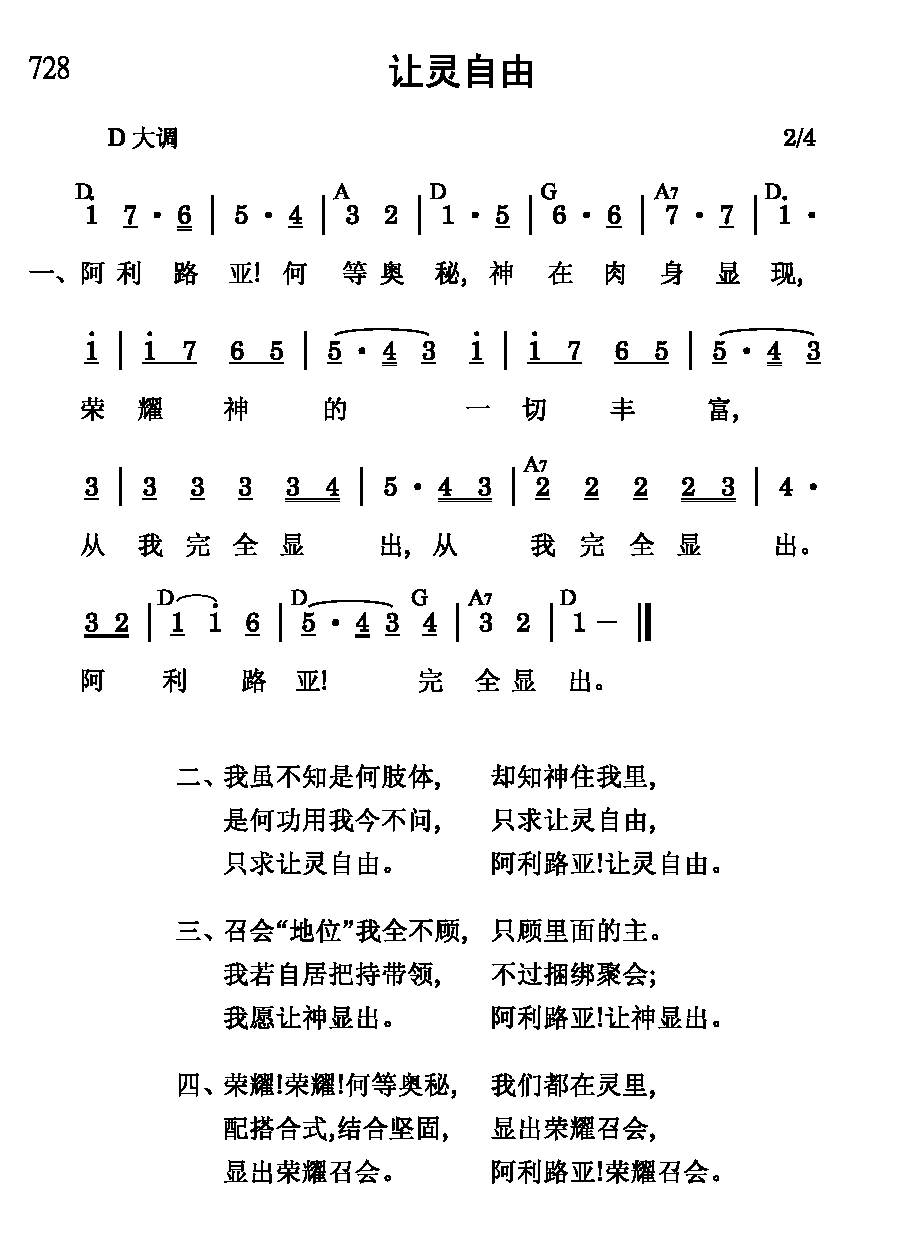 728
让灵自由
D 大调 2/4
D A D G A7 D
1̇ 7 · 6 | 5 · 4 | 3 2 | 1 · 5 | 6 · 6 | 7 · 7 | 1̇ ·
一、阿利 路 亚! 何 等奥 秘, 神 在 肉 身 显 现,
1̇ | 1̇ 7 6 5 | 5 · 4 3 1̇ | 1̇ 7 6 5 | 5 · 4 3
荣 耀 神 的 一 切 丰 富,
A7
3 | 3 3 3 3 4 | 5 · 4 3 | 2 2 2 2 3 | 4 ·
从 我 完 全 显 出, 从 我 完 全 显 出。
D D G A7 D
3 2 | 1 1̇ 6 | 5 · 4 3 4 | 3 2 | 1 – ‖
阿 利 路 亚! 完 全 显 出。
二、我虽不知是何肢体, 却知神住我里,
是何功用我今不问, 只求让灵自由,
只求让灵自由。 阿利路亚!让灵自由。
三、召会“地位”我全不顾, 只顾里面的主。
我若自居把持带领, 不过捆绑聚会;
我愿让神显出。 阿利路亚!让神显出。
四、荣耀!荣耀!何等奥秘, 我们都在灵里,
配搭合式,结合坚固, 显出荣耀召会,
显出荣耀召会。 阿利路亚!荣耀召会。